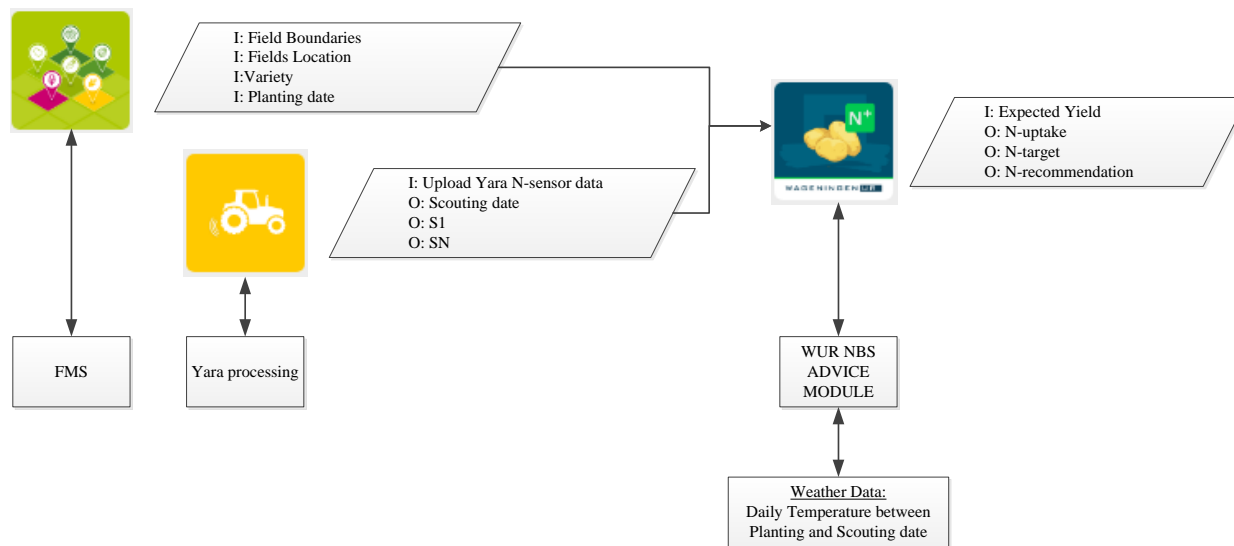 I: Field Boundaries
I: Fields Location
I:Variety
I: Planting date
I: Upload Yara N-sensor data
O: Scouting date
O: S1
O: SN
N+
WAGENINGEN UR
I: Expected Yield
O: N-uptake
O: N-target
O: N-recommendation
FMS
Yara processing
WUR NBS
ADVICE
MODULE
Weather Data:
Daily Temperature between
Planting and Scouting date